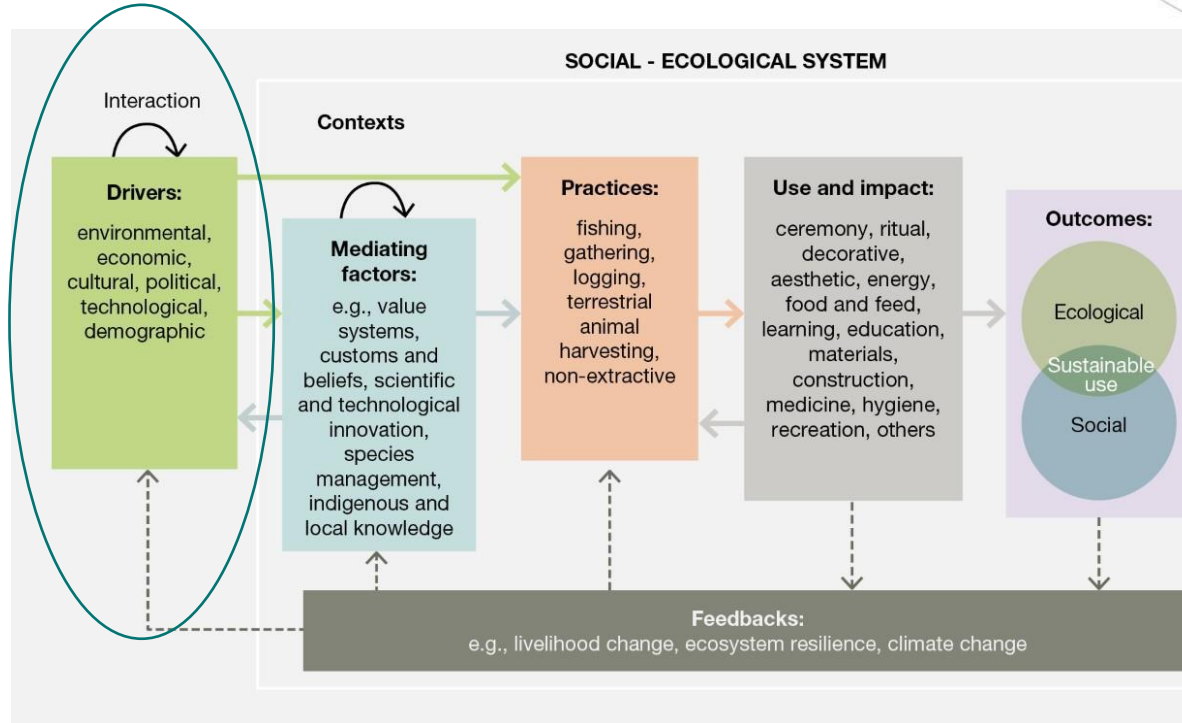 SOCIAL - ECOLOGICAL SYSTEM
Interaction
Contexts
Drivers:
environmental,
economic,
cultural, political,
technological,
demographic
Mediating
factors:
e.g., value
systems,
customs and
beliefs, scientific
and technological
innovation,
species
management,
indigenous and
local knowledge
Practices:
fishing,
gathering,
logging,
terrestrial
animal
harvesting,
non-extractive
Use and impact:
ceremony, ritual,
decorative,
aesthetic, energy,
food and feed,
learning, education,
materials,
construction,
medicine, hygiene,
recreation, others
Outcomes:
Ecological
Sustainable
use
Social
Feedbacks:
e.g., livelihood change, ecosystem resilience, climate change